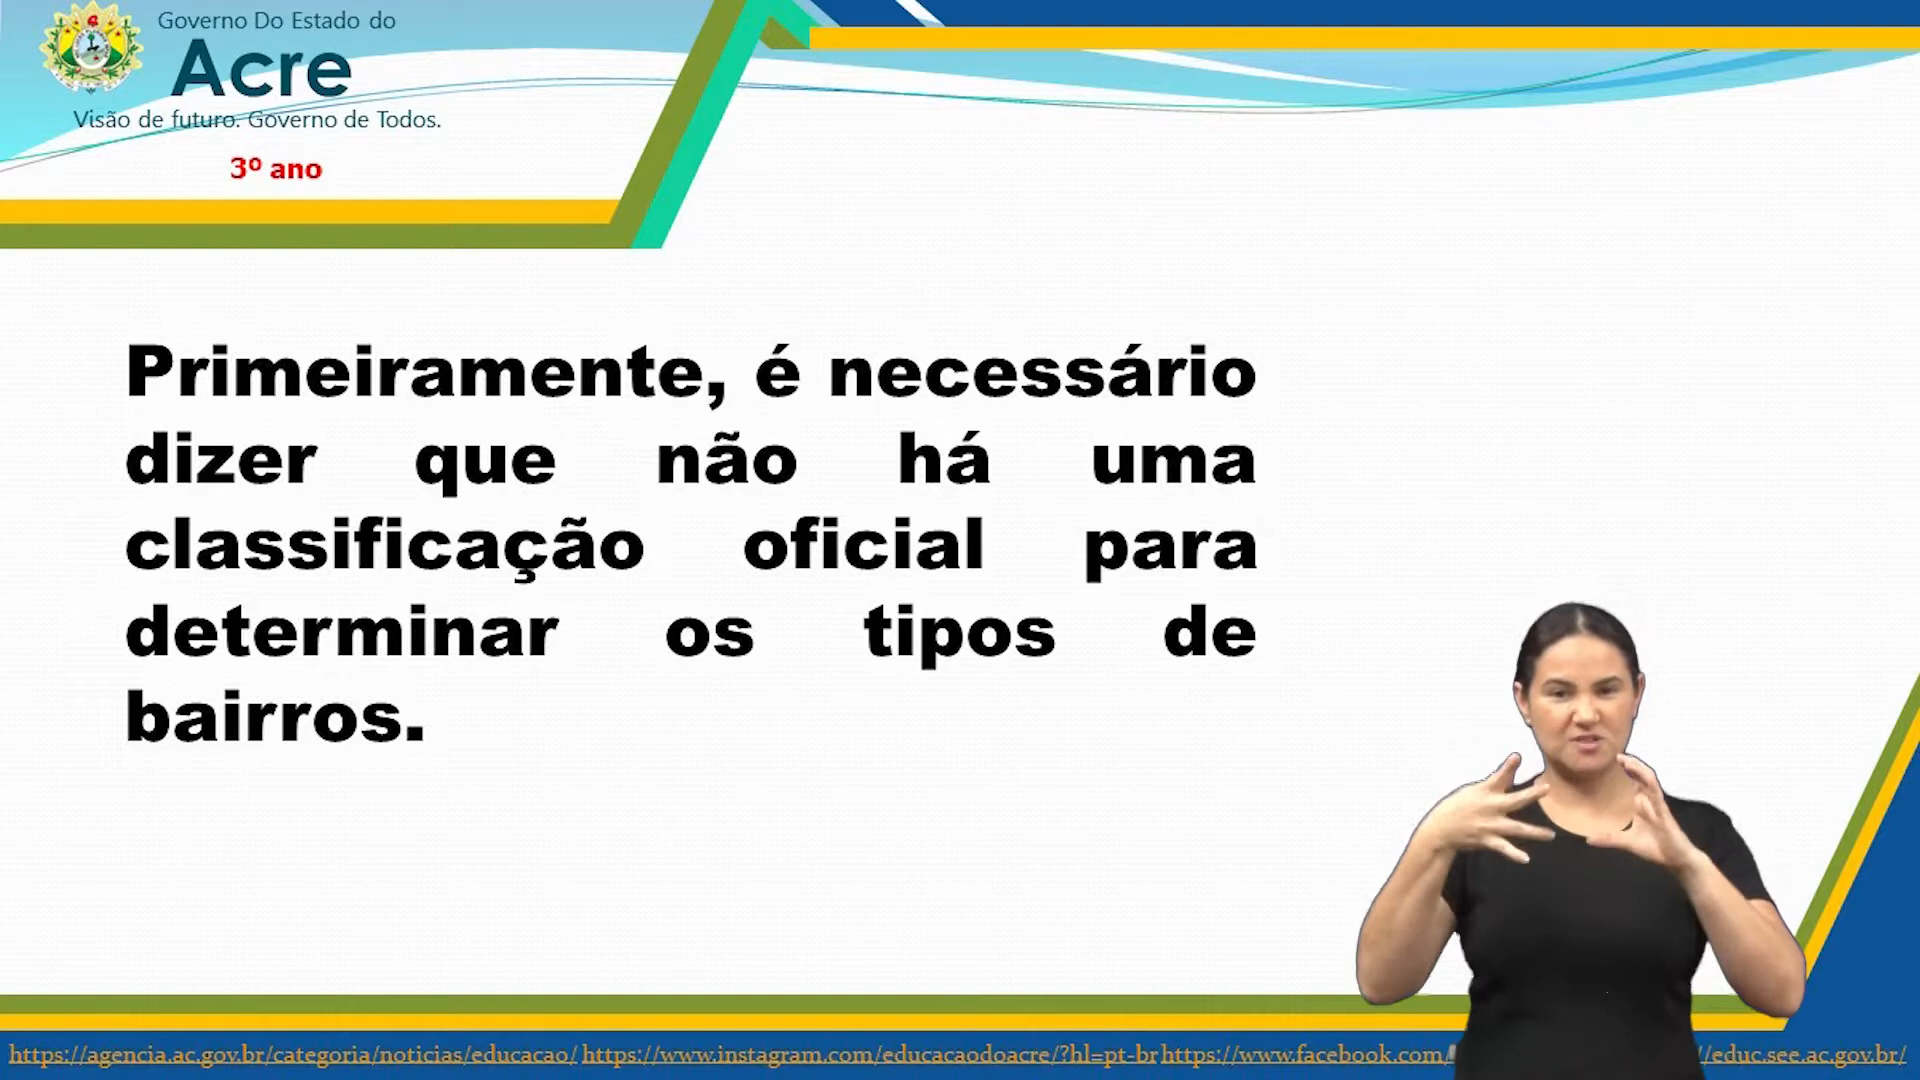 Governo Do Estado do
Acre
Visão de futuro. Governo de Todos.
3º ano
Primeiramente, é necessário
dizer que não há uma
classificação oficial para
determinar os tipos de
bairros.
https://agencia.ac.gov.br/categoria/noticias/educacao/ https://www.instagram.com/educacaodoacre/?hl=pt-br https://www.facebook.com/ //educ.see.ac.gov.br/